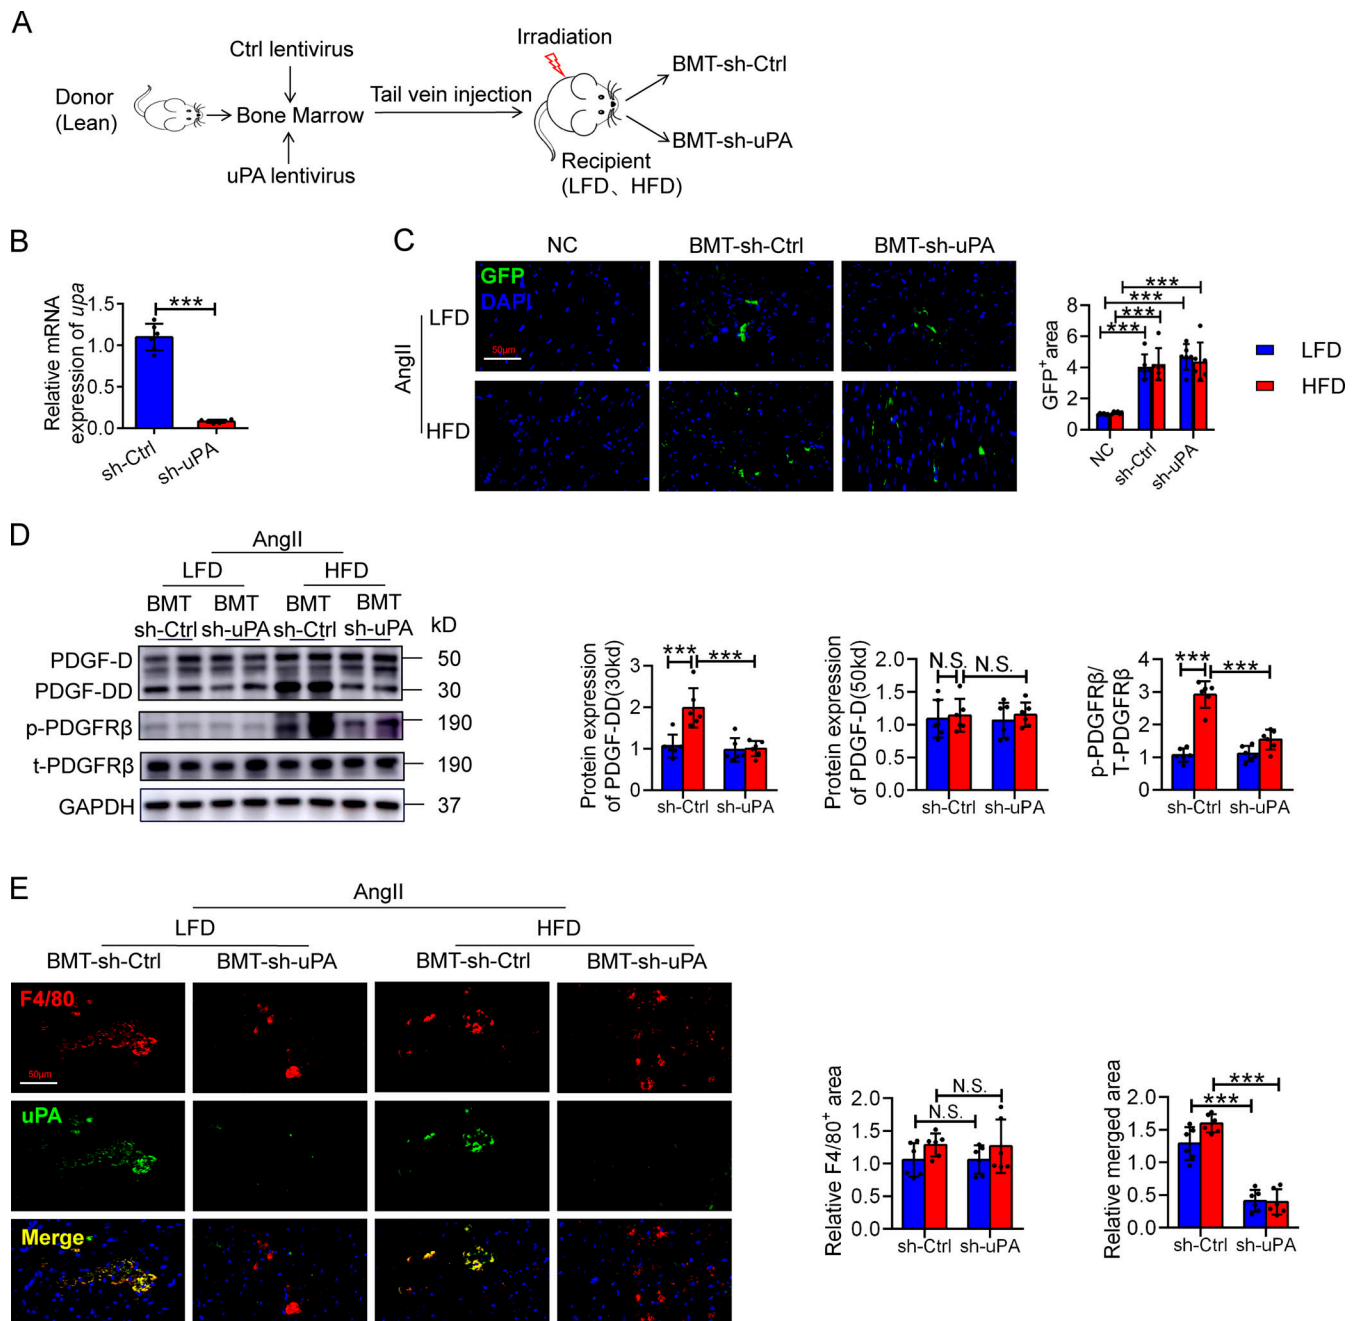 A
Ctrl lentivirus
Irradiation
BMT-sh-Ctrl
Donor
(Lean)
Bone Marrow
Tail vein injection
BMT-sh-uPA
uPA lentivirus
Recipient
(LFD、HFD)
B
Relative mRNA
expression of upa
1.5
1.0
0.5
0.0
***
sh-Ctrl
sh-uPA
C
NC
BMT-sh-Ctrl
BMT-sh-uPA
AngII
LFD
HFD
GFP
DAPI
50μm
GFP+ area
8
6
4
2
0
***
***
***
***
NC
sh-Ctrl
sh-uPA
LFD
HFD
D
AngII
LFD
HFD
BMT
sh-Ctrl
BMT
sh-uPA
BMT
sh-Ctrl
BMT
sh-uPA
kD
PDGF-D
50
PDGF-DD
30
p-PDGFRβ
190
t-PDGFRβ
190
GAPDH
37
Protein expression
of PDGF-DD(30kd)
3
2
1
0
***
***
sh-Ctrl
sh-uPA
Protein expression
of PDGF-D(50kd)
2.0
1.5
1.0
0.5
0.0
N.S.
N.S.
sh-Ctrl
sh-uPA
p-PDGFRβ/
T-PDGFRβ
4
3
2
1
0
***
***
sh-Ctrl
sh-uPA
E
AngII
LFD
HFD
BMT-sh-Ctrl
BMT-sh-uPA
BMT-sh-Ctrl
BMT-sh-uPA
F4/80
50μm
uPA
Merge
Relative F4/80+ area
2.0
1.5
1.0
0.5
0.0
N.S.
N.S.
sh-Ctrl
sh-uPA
Relative merged area
2.0
1.5
1.0
0.5
0.0
***
***
sh-Ctrl
sh-uPA